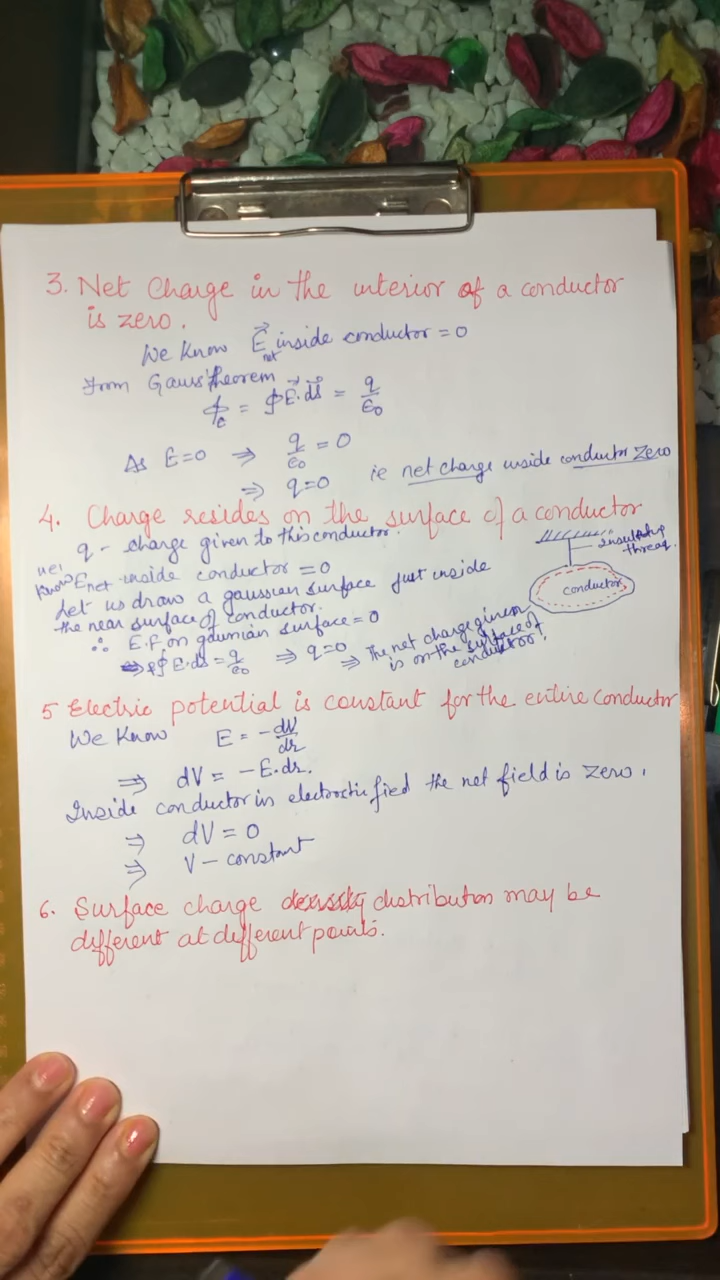 3. Net Charge in the interior of a conductor
is zero.
We Know E⃗net inside conductor = 0
From Gauss Theorem
ϕe = ∮E⃗.ds⃗ = q/ε0
As E=0 ⇒ q/ε0 = 0
⇒ q=0 ie net charge inside conductor zero
4. Charge resides on the surface of a conductor
q - charge given to this conductor.
We Know Enet inside conductor = 0
insulating
thread.
conductor
Let us draw a gaussian surface just inside
the near surface of conductor.
∴ E.F. on gaussian surface = 0
⇒ ∮E.ds = q/ε0 ⇒ q=0 ⇒ The net charge given
is on the surface of
conductor!
5 Electric potential is constant for the entire conductor
We Know E = -dV/dr
⇒ dV = -E.dr.
Inside conductor in the net field is zero.
⇒ dV = 0
⇒ V - constant
6. Surface charge distribution may be
different at different points.